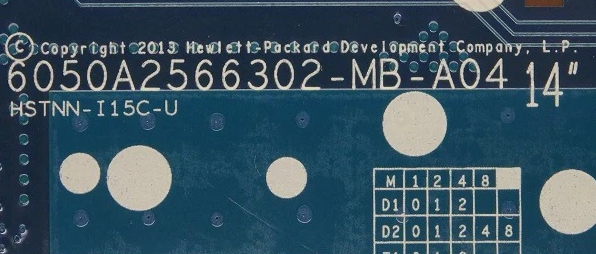 © Copyright 2013 Hewlett-Packard Development Company, L.P.
6050A2566302-MB-A04 14"
HSTNN-I15C-U
M 1 2 4 8
D1 0 1 2
D2 0 1 2 4 8